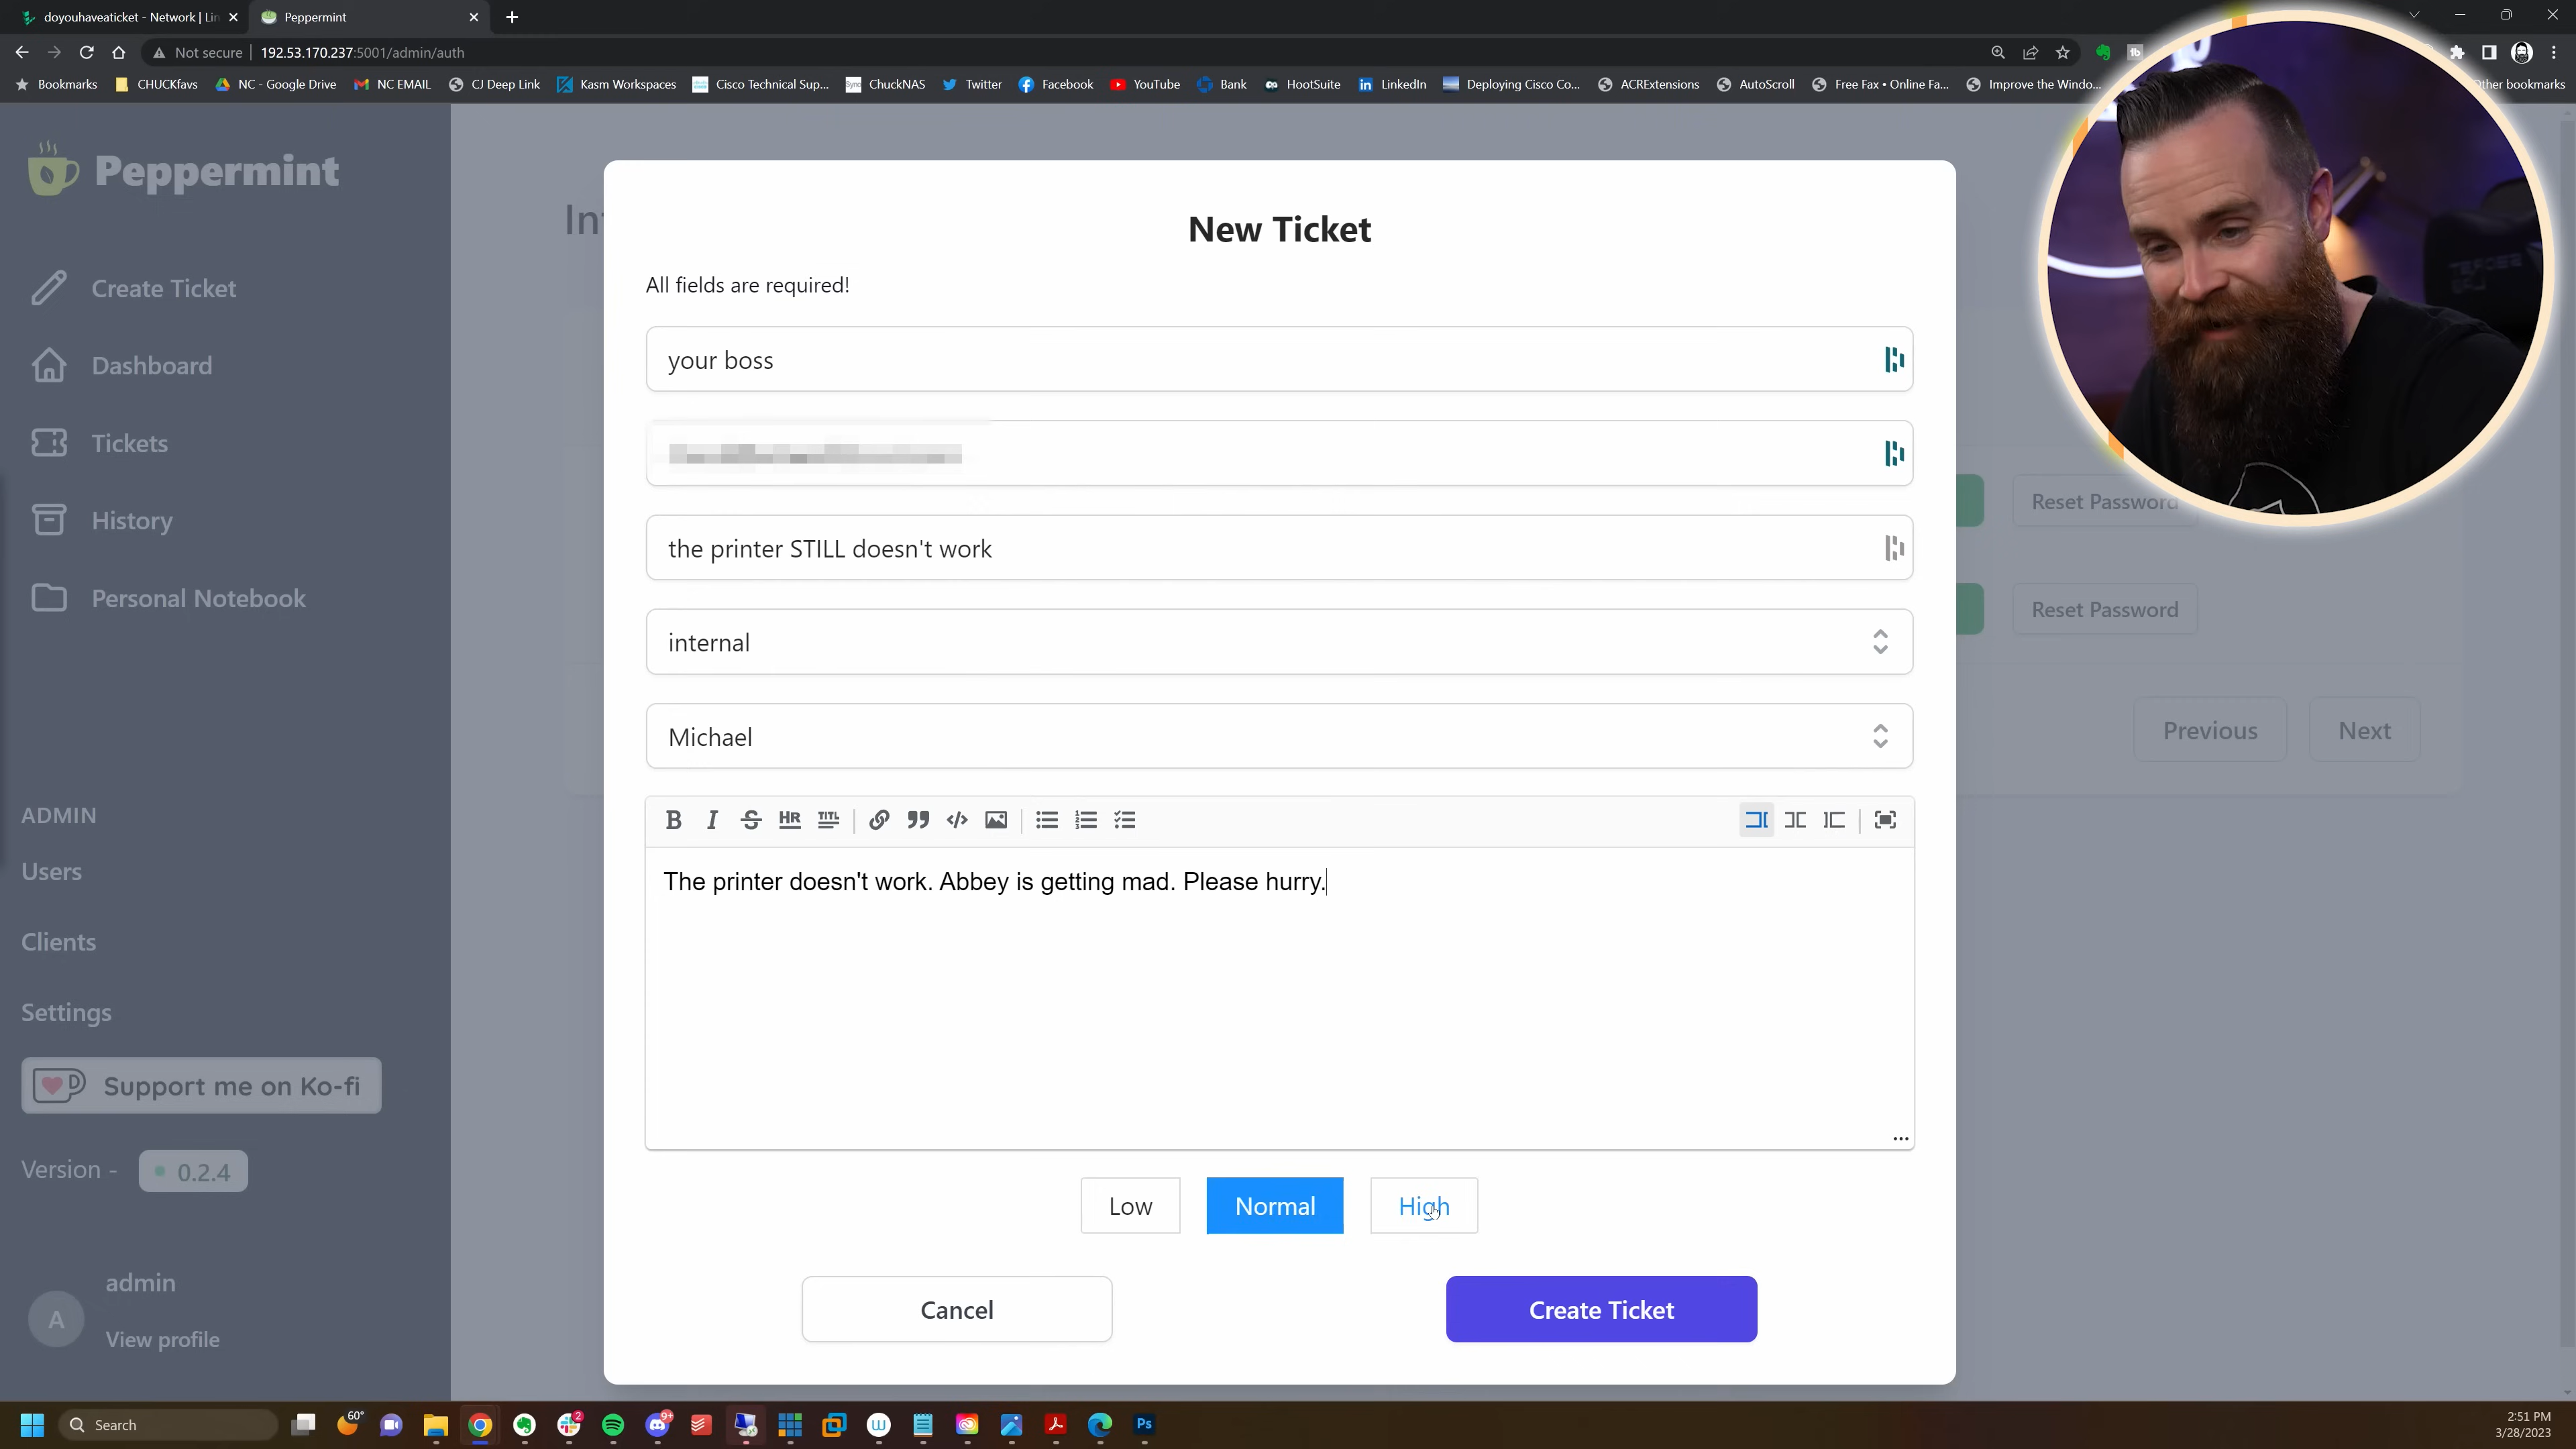 doyouhaveaticket - Network | Lin
Peppermint
Not secure
192.53.170.237:5001/admin/auth
Bookmarks
CHUCKfavs
NC - Google Drive
NC EMAIL
CJ Deep Link
Kasm Workspaces
Cisco Technical Sup...
ChuckNAS
Twitter
Facebook
YouTube
Bank
HootSuite
LinkedIn
Deploying Cisco Co...
ACRExtensions
AutoScroll
Free Fax • Online Fa...
Improve the Windo...
Other bookmarks
Peppermint
Create Ticket
Dashboard
Tickets
History
Personal Notebook
ADMIN
Users
Clients
Settings
Support me on Ko-fi
Version - 0.2.4
A
admin
View profile
New Ticket
All fields are required!
your boss
the printer STILL doesn't work
internal
Michael
B I S HR TITL
The printer doesn't work. Abbey is getting mad. Please hurry.
Low
Normal
High
Cancel
Create Ticket
Reset Password
Reset Password
Previous
Next
Search
60°
2
9+
Ps
2:51 PM
3/28/2023